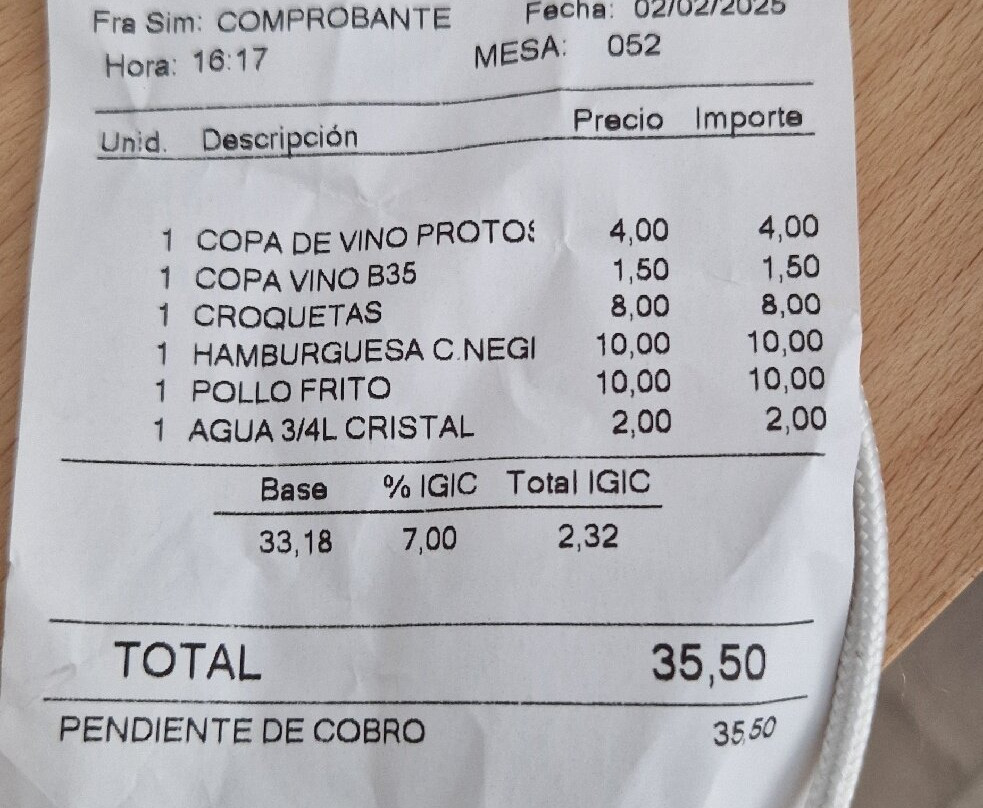 Fra Sim: COMPROBANTE Fecha: 02/02/2025
Hora: 16:17 MESA: 052
Unid. Descripción Precio Importe
1 COPA DE VINO PROTOS 4,00 4,00
1 COPA VINO B35 1,50 1,50
1 CROQUETAS 8,00 8,00
1 HAMBURGUESA C.NEGI 10,00 10,00
1 POLLO FRITO 10,00 10,00
1 AGUA 3/4L CRISTAL 2,00 2,00
Base % IGIC Total IGIC
33,18 7,00 2,32
TOTAL 35,50
PENDIENTE DE COBRO 35,50